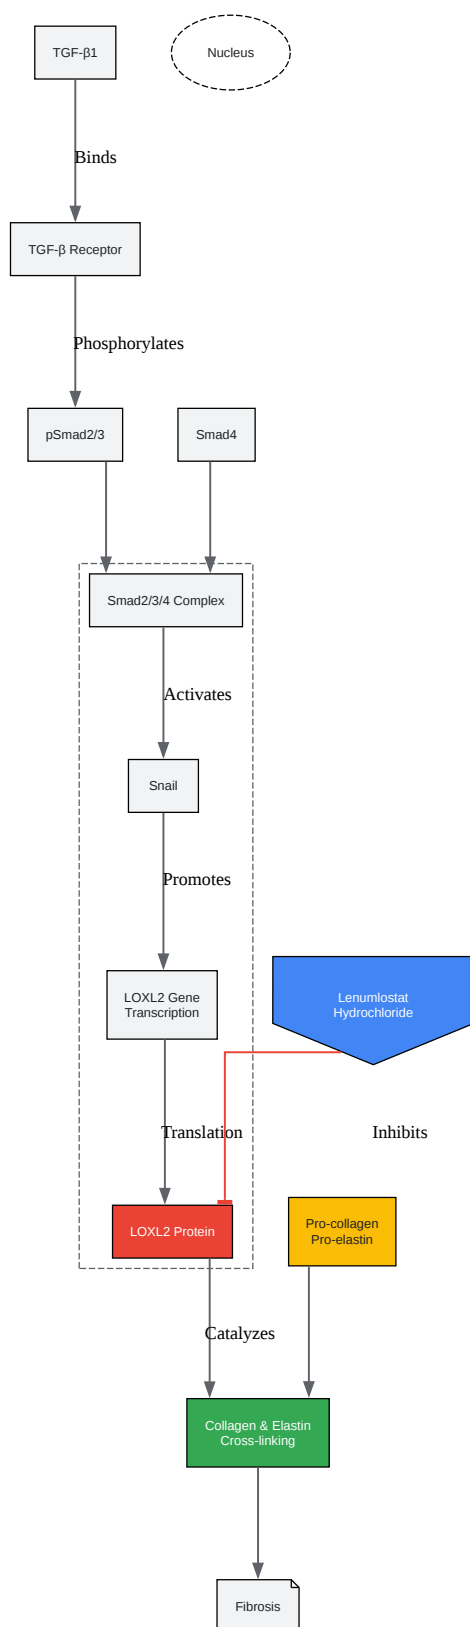 TGF-β1
Nucleus
Binds
TGF-β Receptor
Phosphorylates
pSmad2/3
Smad4
Smad2/3/4 Complex
Activates
Snail
Promotes
LOXL2 Gene
Transcription
Lenumlostat
Hydrochloride
Translation
Inhibits
LOXL2 Protein
Pro-collagen
Pro-elastin
Catalyzes
Collagen & Elastin
Cross-linking
Fibrosis